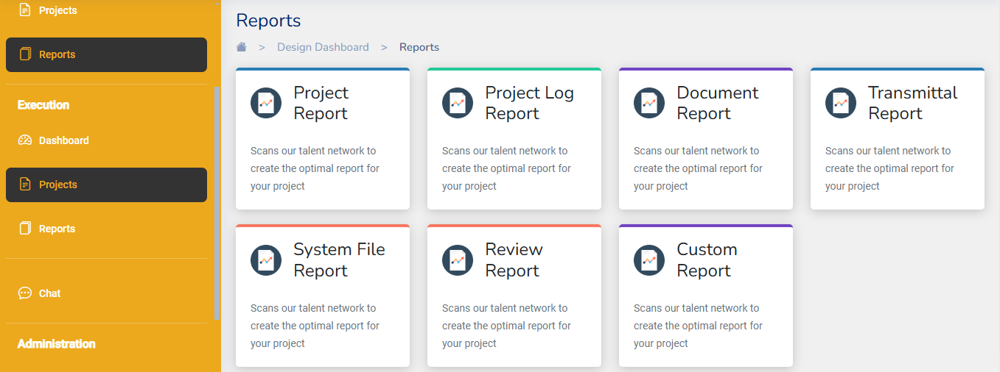 Projects
Reports
Execution
Dashboard
Projects
Reports
Chat
Administration
Reports
> Design Dashboard > Reports
Project
Report
Scans our talent network to
create the optimal report for
your project
Project Log
Report
Scans our talent network to
create the optimal report for
your project
Document
Report
Scans our talent network to
create the optimal report for
your project
Transmittal
Report
Scans our talent network to
create the optimal report for
your project
System File
Report
Scans our talent network to
create the optimal report for
your project
Review
Report
Scans our talent network to
create the optimal report for
your project
Custom
Report
Scans our talent network to
create the optimal report for
your project